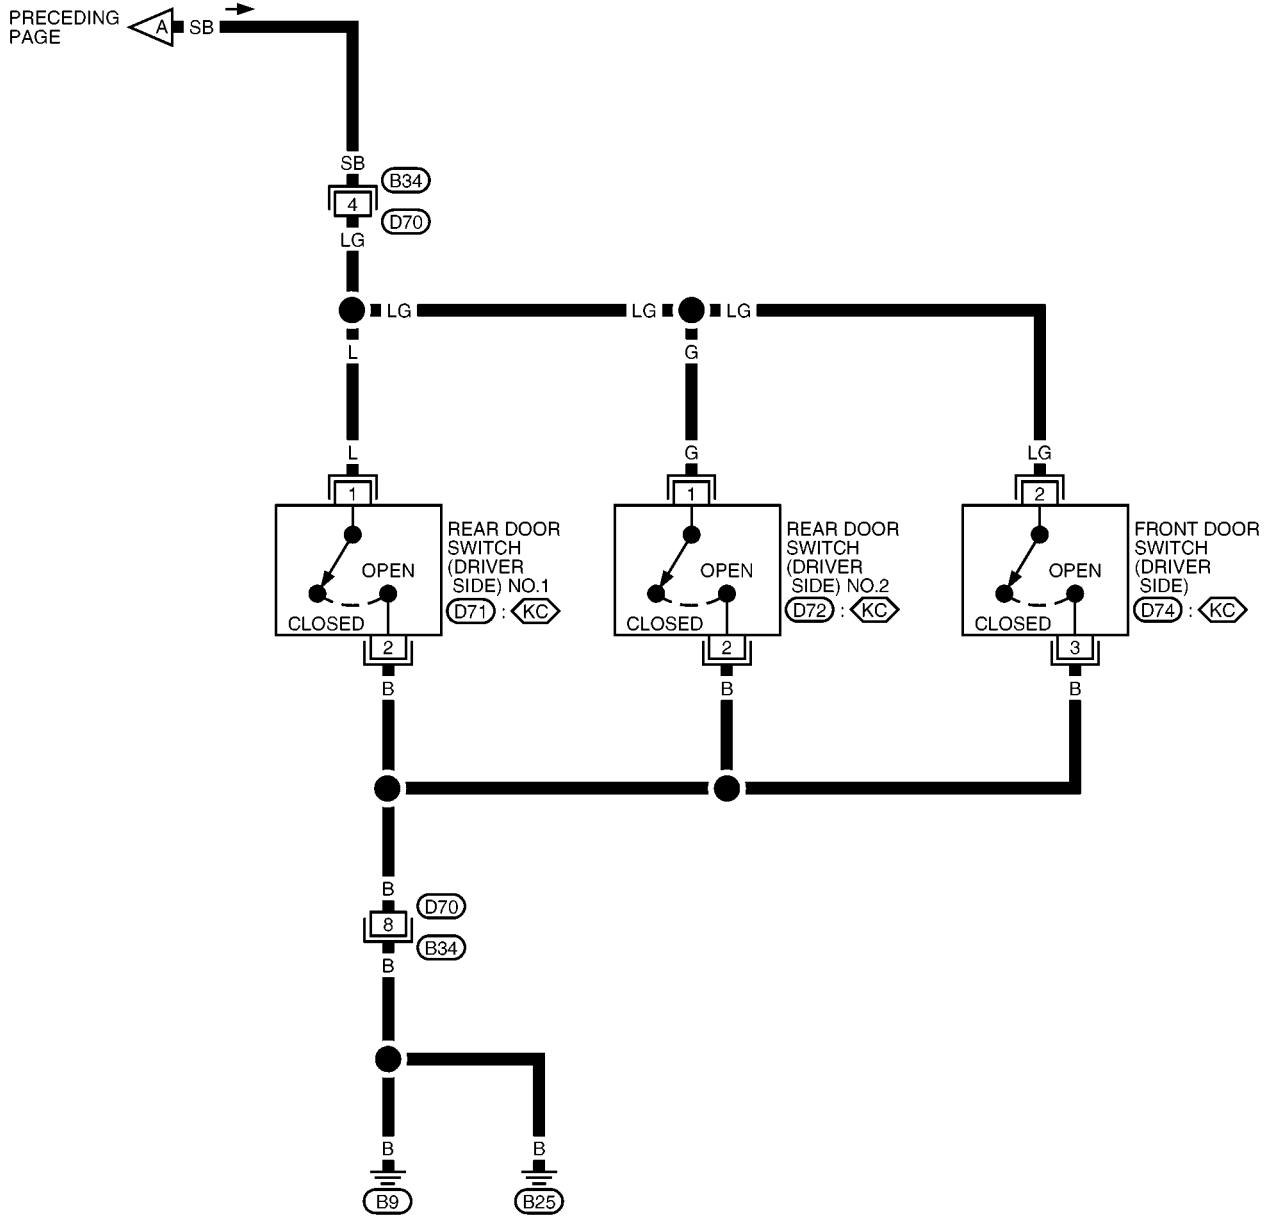 PRECEDING
PAGE
A
SB
SB
B34
4
D70
LG
LG
LG
LG
L
G
L
G
LG
1
1
2
REAR DOOR
SWITCH
(DRIVER
SIDE) NO.1
D71 : KC
OPEN
CLOSED
REAR DOOR
SWITCH
(DRIVER
SIDE) NO.2
D72 : KC
OPEN
CLOSED
FRONT DOOR
SWITCH
(DRIVER
SIDE)
D74 : KC
OPEN
CLOSED
2
2
3
B
B
B
B
D70
8
B34
B
B
B
B9
B25